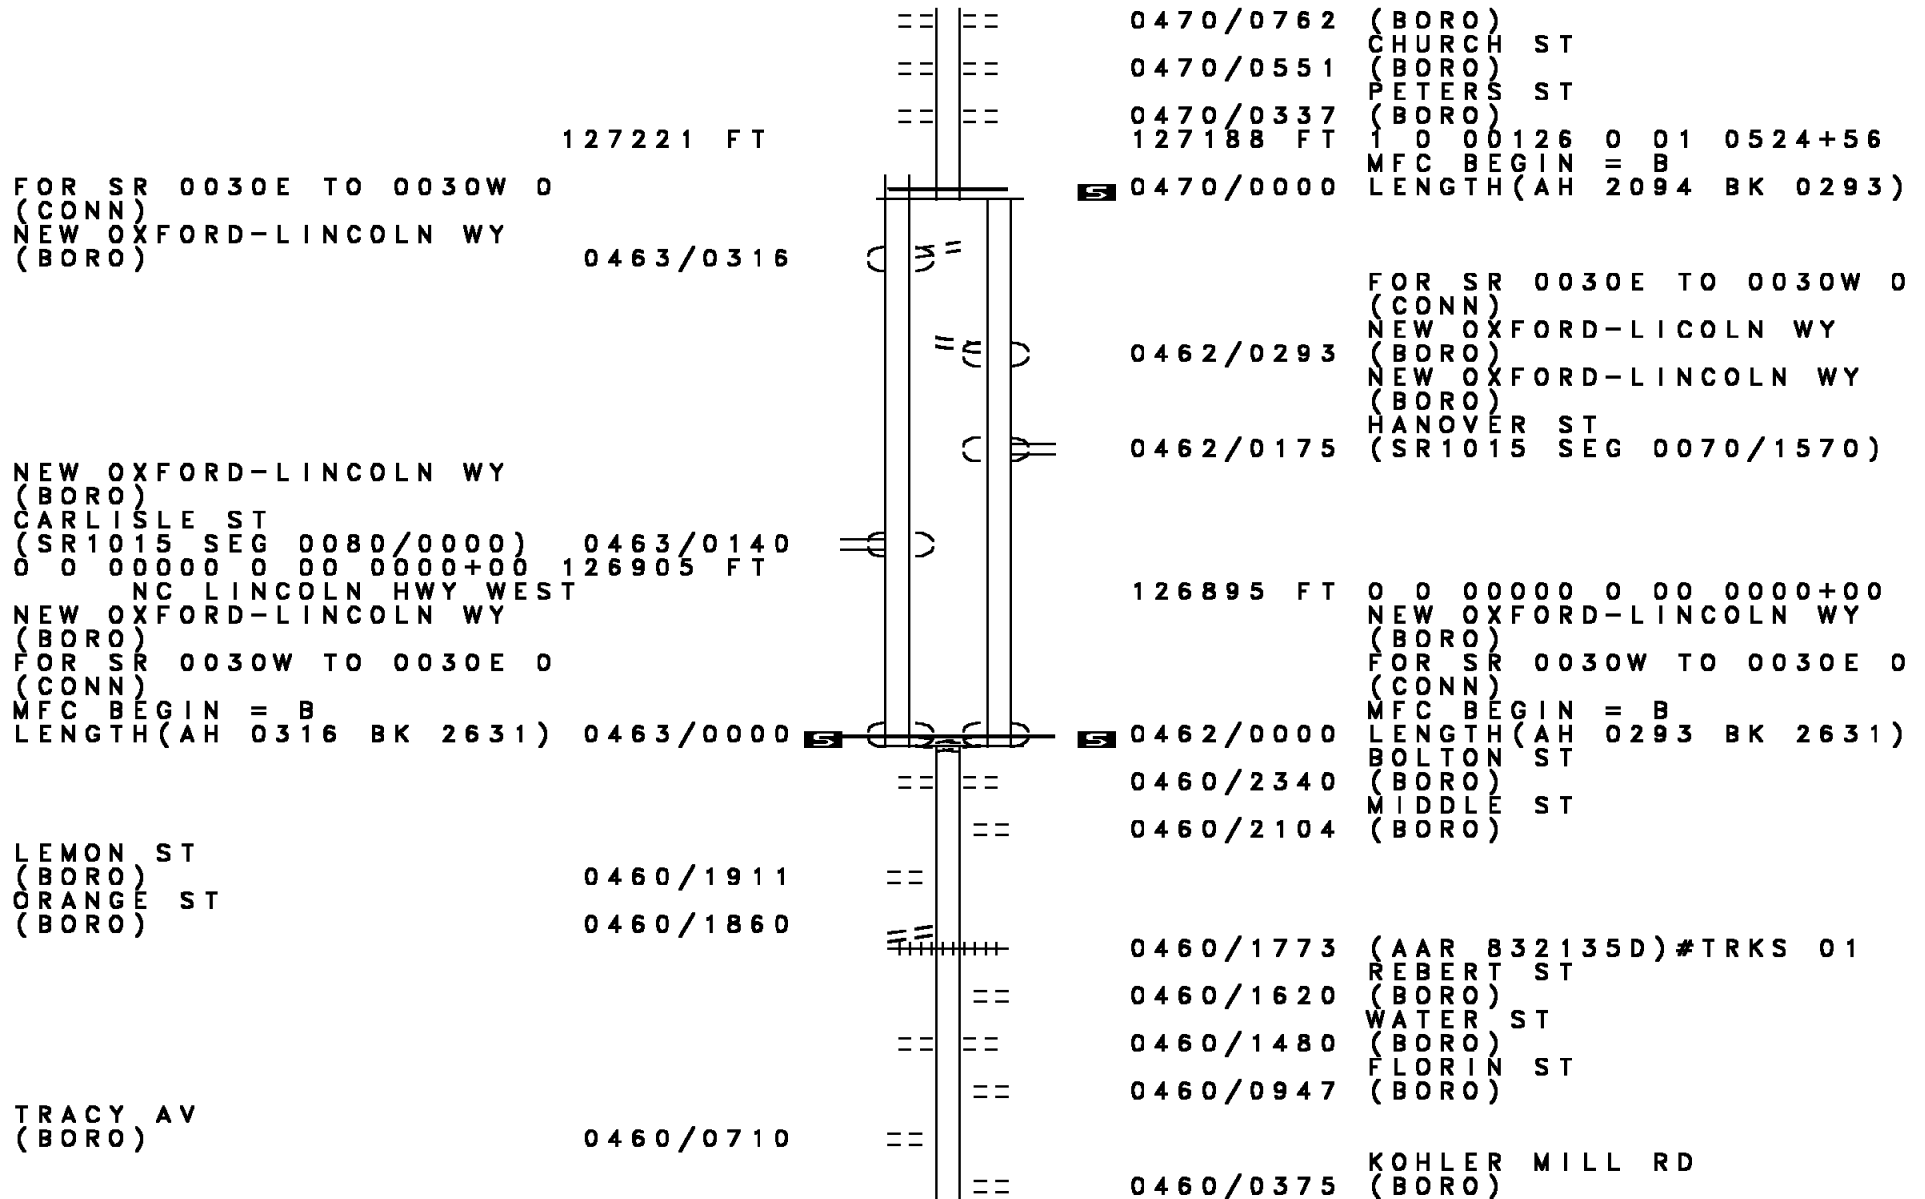 0470/0762 (BORO)
CHURCH ST
0470/0551 (BORO)
PETERS ST
0470/0337 (BORO)
127221 FT 127188 FT 1 0 00126 0 01 0524+56
MFC BEGIN = B
FOR SR 0030E TO 0030W 0 S 0470/0000 LENGTH(AH 2094 BK 0293)
(CONN)
NEW OXFORD-LINCOLN WY
(BORO) 0463/0316
FOR SR 0030E TO 0030W 0
(CONN)
NEW OXFORD-LICOLN WY
0462/0293 (BORO)
NEW OXFORD-LINCOLN WY
(BORO)
HANOVER ST
0462/0175 (SR1015 SEG 0070/1570)
NEW OXFORD-LINCOLN WY
(BORO)
CARLISLE ST
(SR1015 SEG 0080/0000) 0463/0140
0 0 00000 0 00 0000+00 126905 FT
NC LINCOLN HWY WEST 126895 FT 0 0 00000 0 00 0000+00
NEW OXFORD-LINCOLN WY NEW OXFORD-LINCOLN WY
(BORO) (BORO)
FOR SR 0030W TO 0030E 0 FOR SR 0030W TO 0030E 0
(CONN) (CONN)
MFC BEGIN = B MFC BEGIN = B
LENGTH(AH 0316 BK 2631) 0463/0000 S S 0462/0000 LENGTH(AH 0293 BK 2631)
BOLTON ST
0460/2340 (BORO)
MIDDLE ST
0460/2104 (BORO)
LEMON ST
(BORO) 0460/1911
ORANGE ST
(BORO) 0460/1860
0460/1773 (AAR 832135D)#TRKS 01
REBERT ST
0460/1620 (BORO)
WATER ST
0460/1480 (BORO)
FLORIN ST
0460/0947 (BORO)
TRACY AV
(BORO) 0460/0710
KOHLER MILL RD
0460/0375 (BORO)